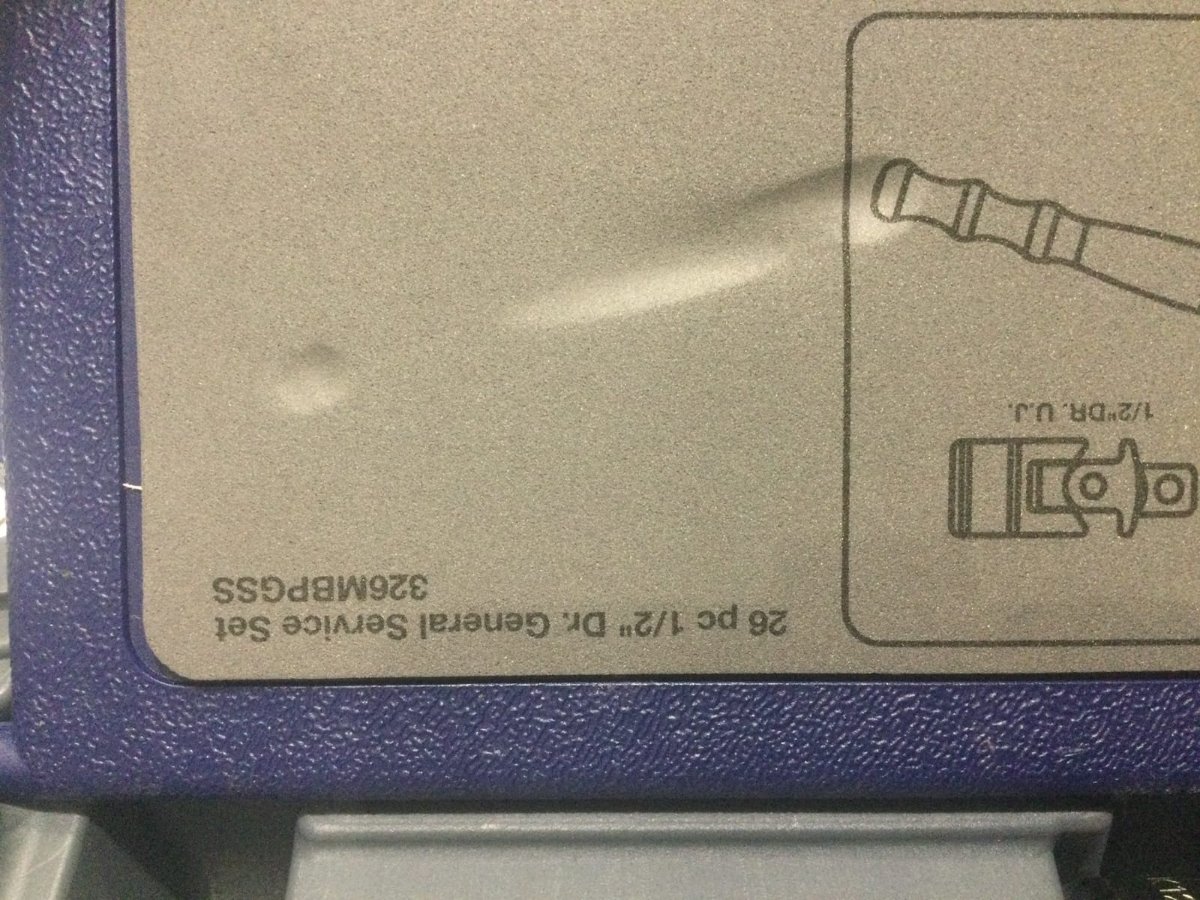 26 pc 1/2" Dr. General Service Set
326MBPGSS
1/2"DR. U.J.